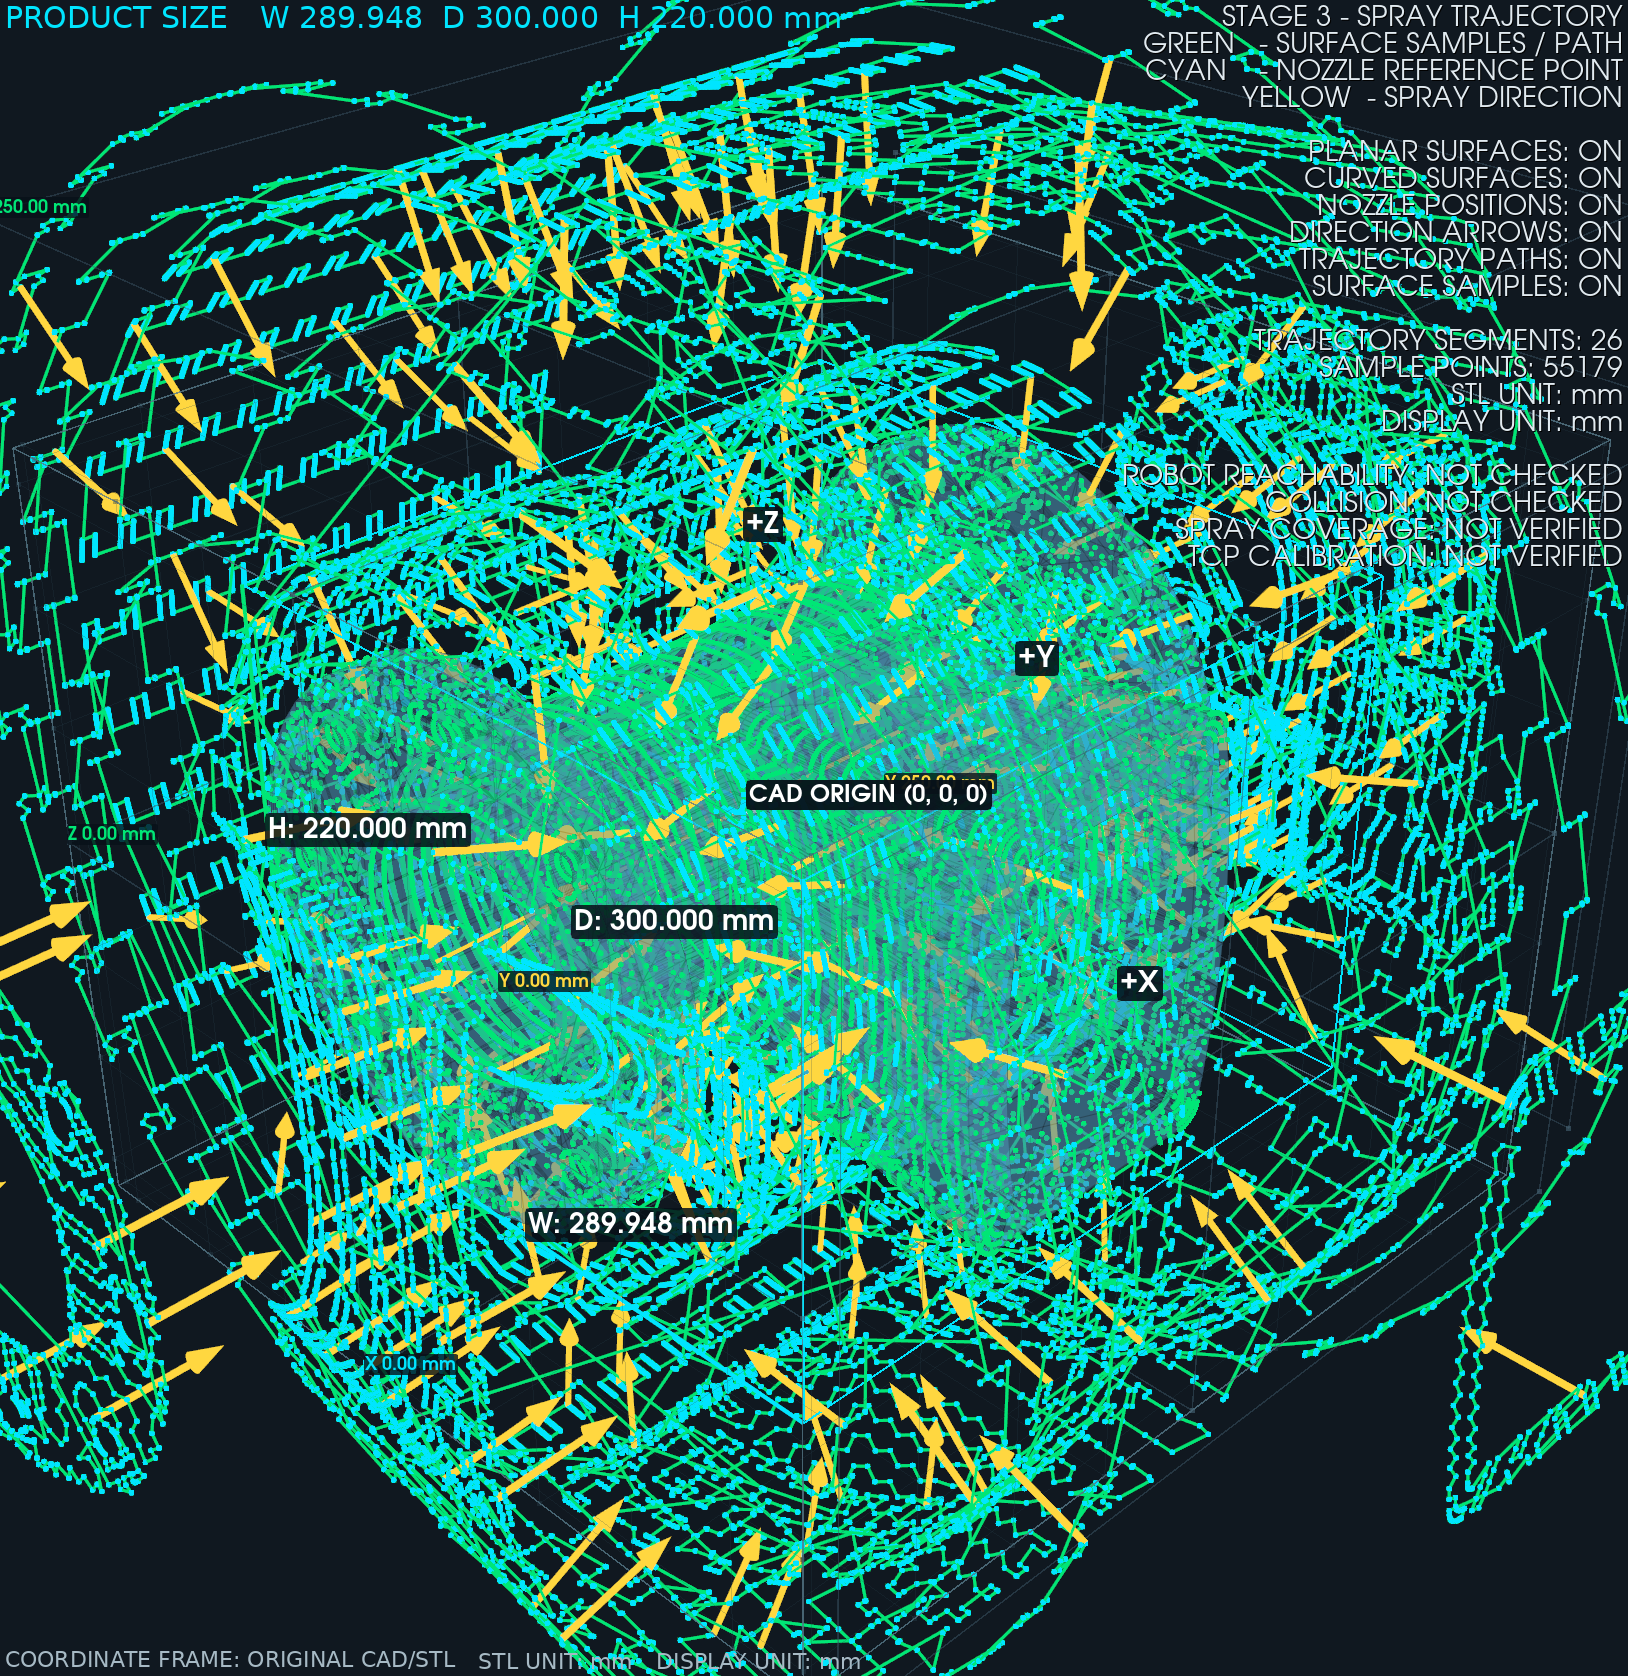 PRODUCT SIZE W 289.948 D 300.000 H 220.000 mm
STAGE 3 - SPRAY TRAJECTORY
GREEN - SURFACE SAMPLES / PATH
CYAN - NOZZLE REFERENCE POINT
YELLOW - SPRAY DIRECTION
PLANAR SURFACES: ON
CURVED SURFACES: ON
NOZZLE POSITIONS: ON
DIRECTION ARROWS: ON
TRAJECTORY PATHS: ON
SURFACE SAMPLES: ON
TRAJECTORY SEGMENTS: 26
SAMPLE POINTS: 55179
STL UNIT: mm
DISPLAY UNIT: mm
ROBOT REACHABILITY: NOT CHECKED
COLLISION: NOT CHECKED
SPRAY COVERAGE: NOT VERIFIED
TCP CALIBRATION: NOT VERIFIED
250.00 mm
+Z
+Y
CAD ORIGIN (0, 0, 0)
H: 220.000 mm
Z 0.00 mm
D: 300.000 mm
Y 0.00 mm
+X
W: 289.948 mm
X 0.00 mm
COORDINATE FRAME: ORIGINAL CAD/STL STL UNIT: mm DISPLAY UNIT: mm